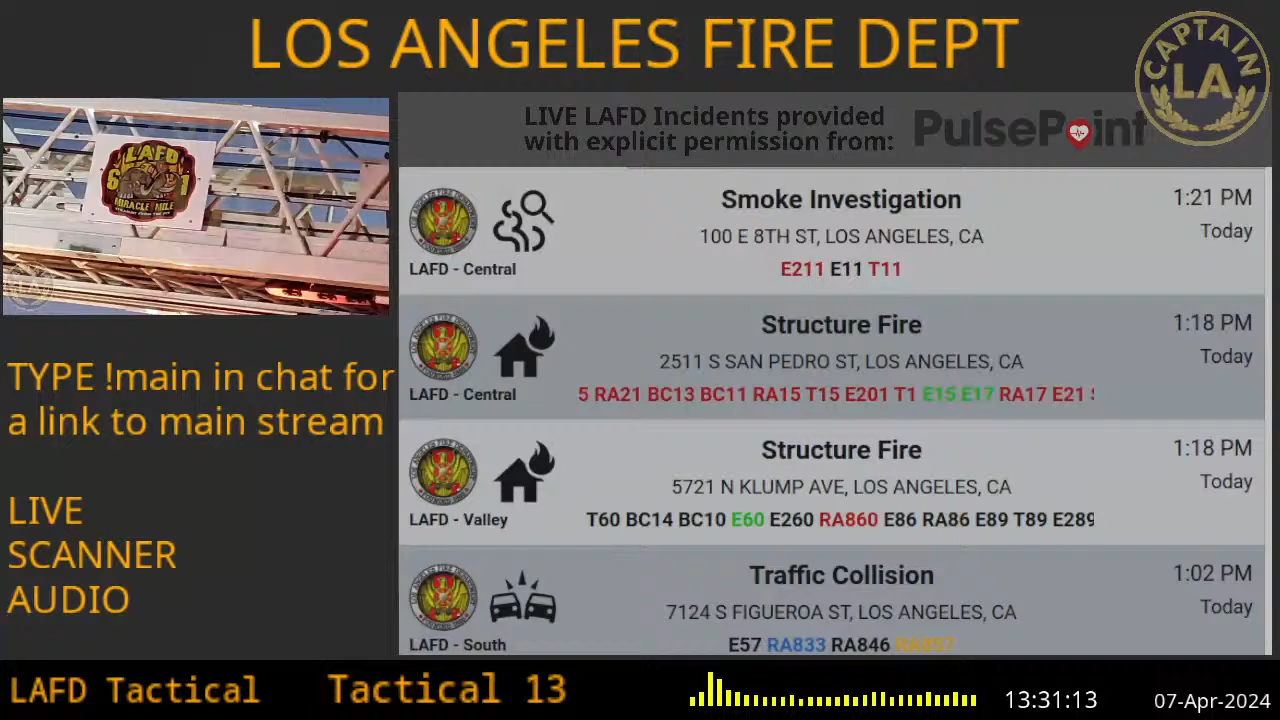 LOS ANGELES FIRE DEPT
CAPTAIN
LA
LIVE LAFD Incidents provided
with explicit permission from:
PulsePoint
LAFD
61
MIRACLE MILE
Smoke Investigation
1:21 PM
100 E 8TH ST, LOS ANGELES, CA
Today
LAFD - Central
E211 E11 T11
Structure Fire
1:18 PM
2511 S SAN PEDRO ST, LOS ANGELES, CA
Today
LAFD - Central
5 RA21 BC13 BC11 RA15 T15 E201 T1 E15 E17 RA17 E21
Structure Fire
1:18 PM
5721 N KLUMP AVE, LOS ANGELES, CA
Today
LAFD - Valley
T60 BC14 BC10 E60 E260 RA860 E86 RA86 E89 T89 E289
Traffic Collision
1:02 PM
7124 S FIGUEROA ST, LOS ANGELES, CA
Today
LAFD - South
E57 RA833 RA846 RA857
TYPE !main in chat for
a link to main stream
LIVE
SCANNER
AUDIO
LAFD Tactical
Tactical 13
13:31:13
07-Apr-2024